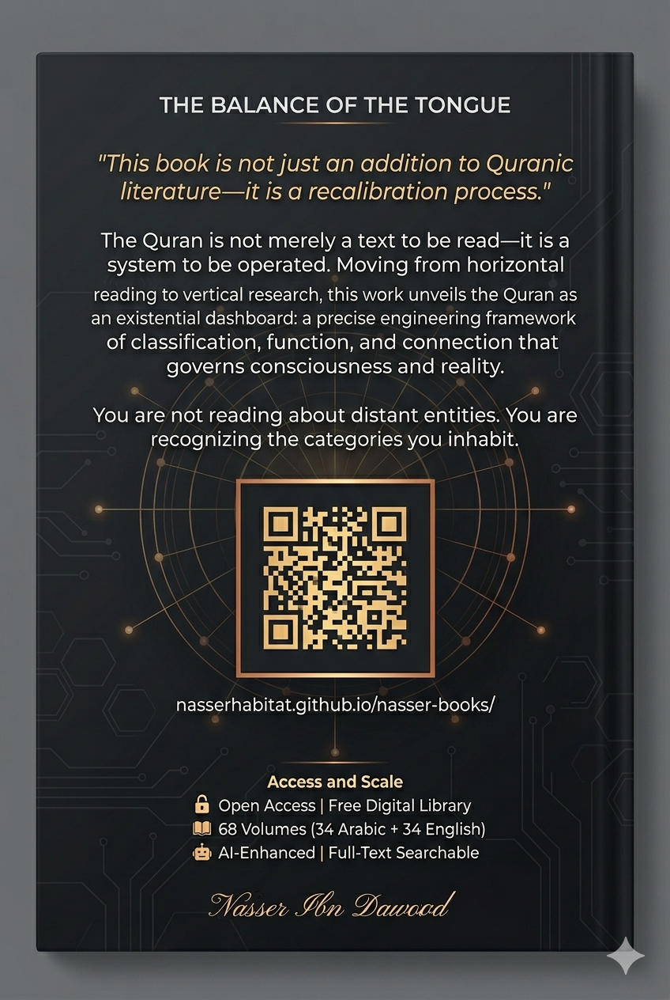 THE BALANCE OF THE TONGUE
"This book is not just an addition to Quranic
literature—it is a recalibration process."
The Quran is not merely a text to be read—it is a
system to be operated. Moving from horizontal
reading to vertical research, this work unveils the Quran as
an existential dashboard: a precise engineering framework
of classification, function, and connection that
governs consciousness and reality.
You are not reading about distant entities. You are
recognizing the categories you inhabit.
nasserhabitat.github.io/nasser-books/
Access and Scale
Open Access | Free Digital Library
68 Volumes (34 Arabic + 34 English)
AI-Enhanced | Full-Text Searchable
Nasser Ibn Dawood